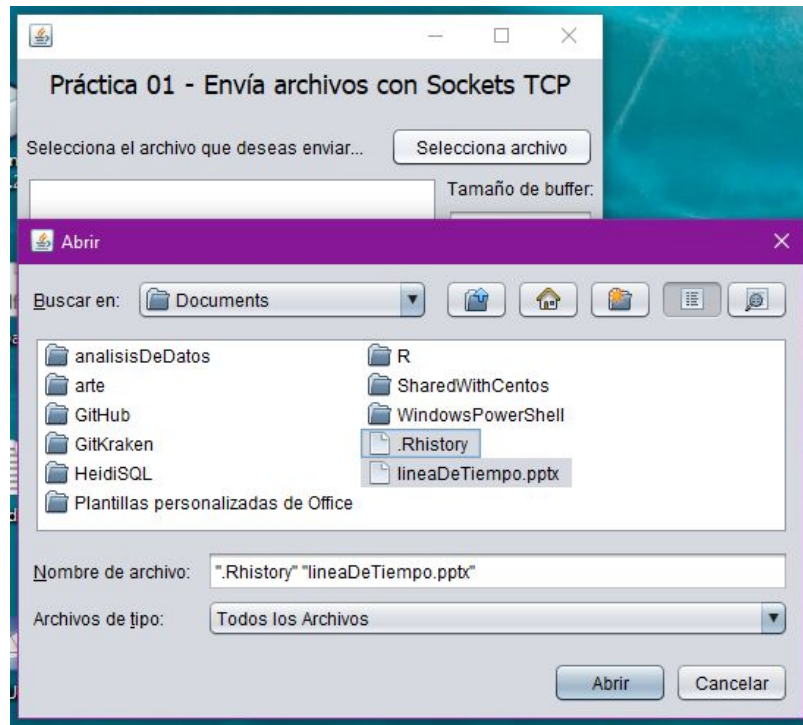 Práctica 01 - Envía archivos con Sockets TCP
Selecciona el archivo que deseas enviar...
Selecciona archivo
Tamaño de buffer:
Abrir
Buscar en:
Documents
analisisDeDatos
arte
GitHub
GitKraken
HeidiSQL
Plantillas personalizadas de Office
R
SharedWithCentos
WindowsPowerShell
.Rhistory
lineaDeTiempo.pptx
Nombre de archivo:
".Rhistory" "lineaDeTiempo.pptx"
Archivos de tipo:
Todos los Archivos
Abrir
Cancelar